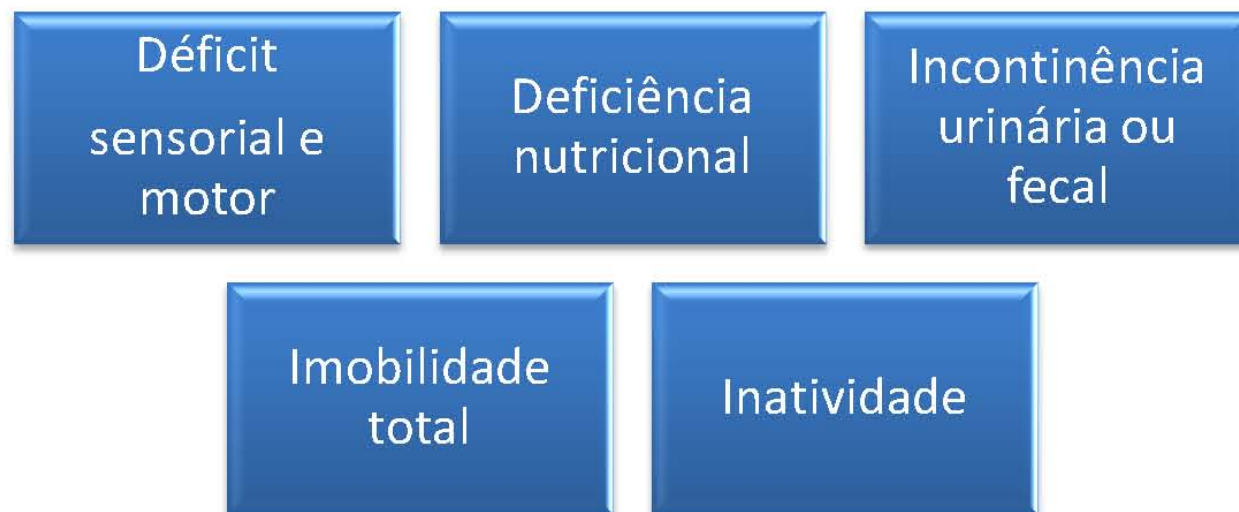 Déficit
sensorial e
motor
Deficiência
nutricional
Incontinência
urinária ou
fecal
Imobilidade
total
Inatividade